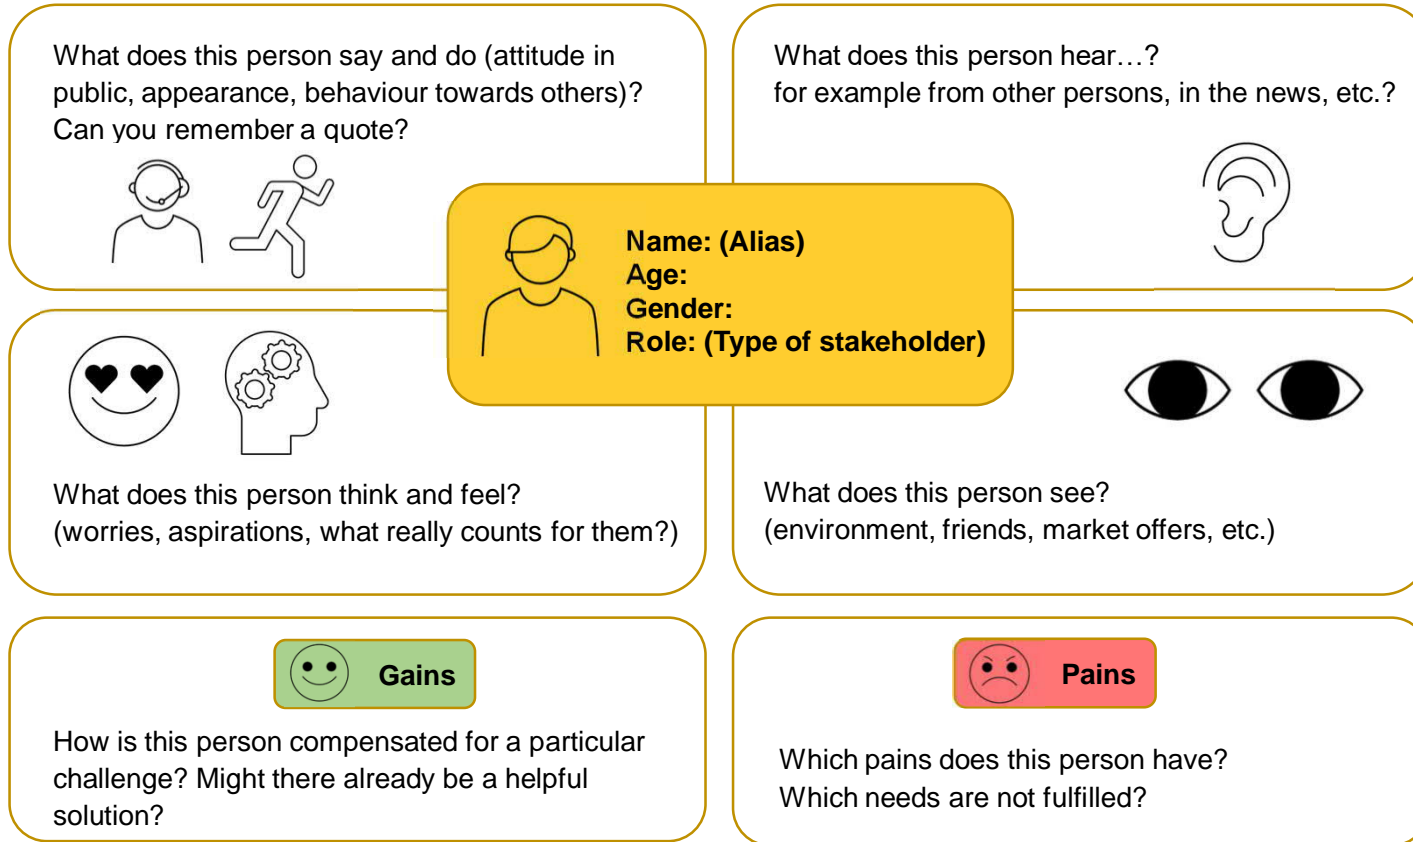 What does this person say and do (attitude in
public, appearance, behaviour towards others)?
Can you remember a quote?
What does this person hear…?
for example from other persons, in the news, etc.?
Name: (Alias)
Age:
Gender:
Role: (Type of stakeholder)
What does this person think and feel?
(worries, aspirations, what really counts for them?)
What does this person see?
(environment, friends, market offers, etc.)
Gains
How is this person compensated for a particular
challenge? Might there already be a helpful
solution?
Pains
Which pains does this person have?
Which needs are not fulfilled?